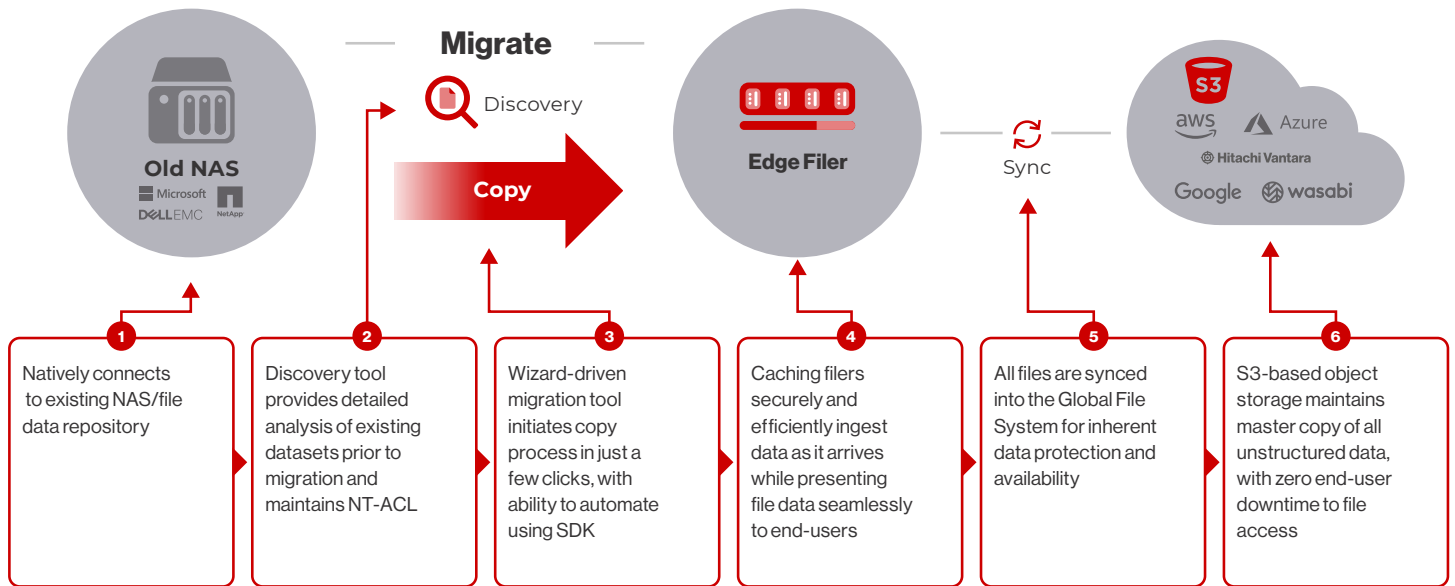 Migrate
Discovery
Copy
Old NAS
Microsoft
DELLEMC
NetApp
Edge Filer
Sync
S3
aws
Azure
Hitachi Vantara
Google
wasabi
1
Natively connects
to existing NAS/file
data repository
2
Discovery tool
provides detailed
analysis of existing
datasets prior to
migration and
maintains NT-ACL
3
Wizard-driven
migration tool
initiates copy
process in just a
few clicks, with
ability to automate
using SDK
4
Caching filers
securely and
efficiently ingest
data as it arrives
while presenting
file data seamlessly
to end-users
5
All files are synced
into the Global File
System for inherent
data protection and
availability
6
S3-based object
storage maintains
master copy of all
unstructured data,
with zero end-user
downtime to file
access